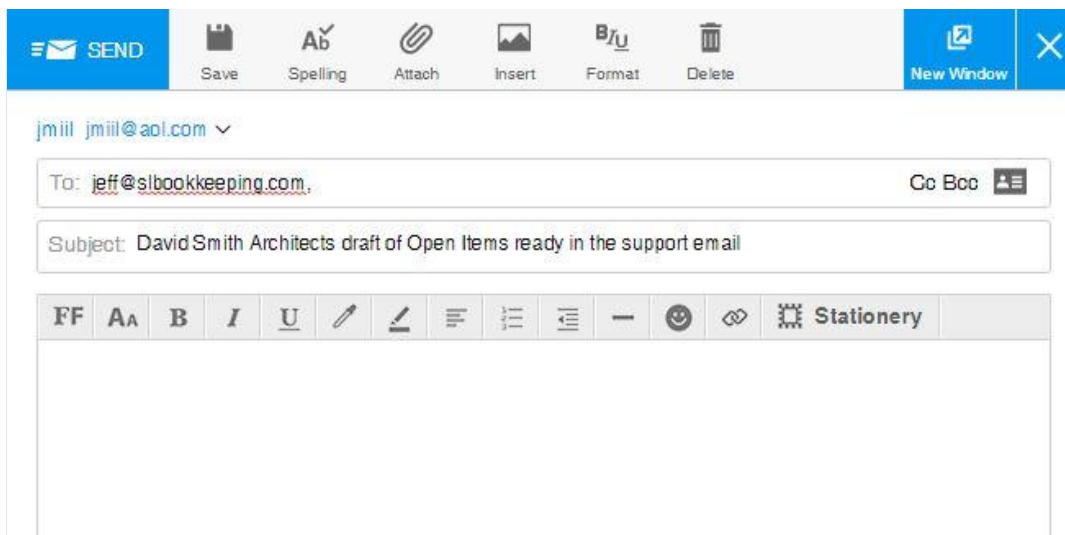 SEND
Save Spelling Attach Insert Format Delete New Window
jmiil jmiil@aol.com
To: jeff@slbookkeeping.com, Cc Bcc
Subject: David Smith Architects draft of Open Items ready in the support email
FF AA B I U Stationery